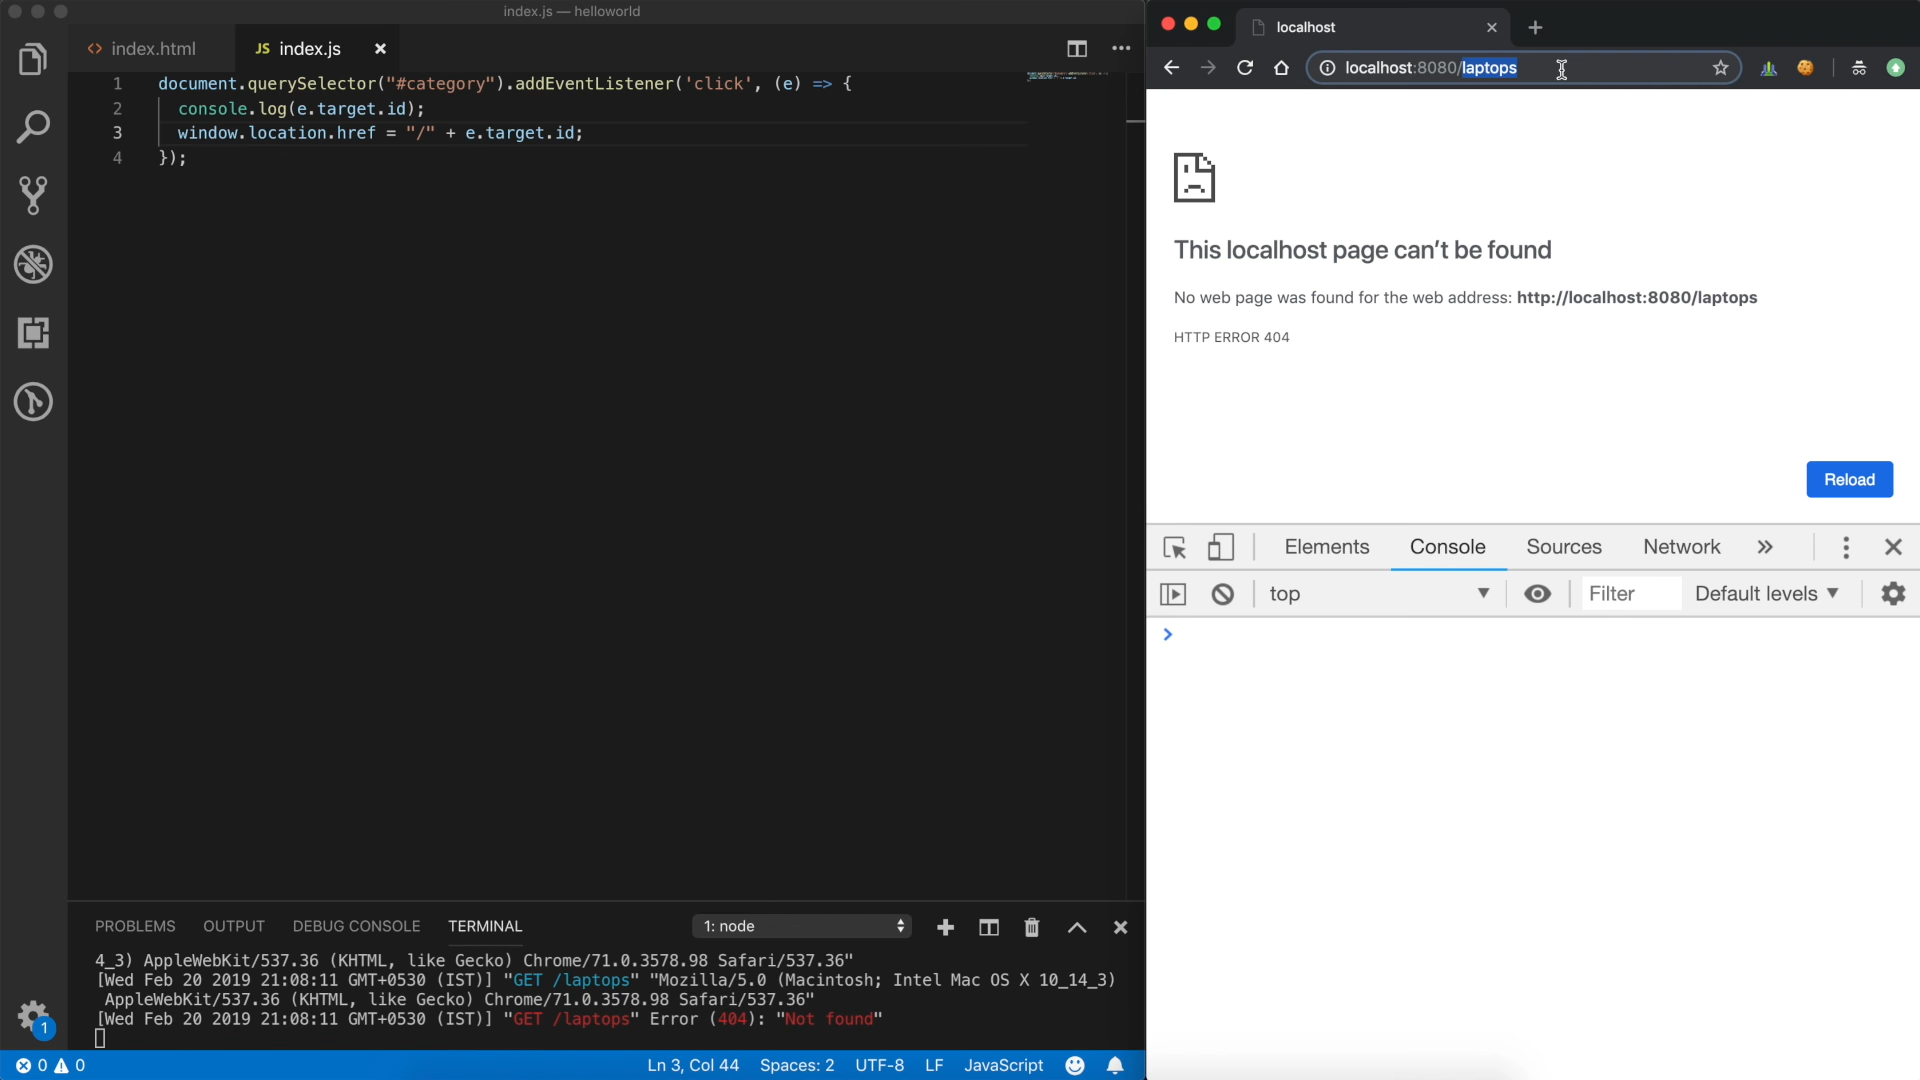 index.js — helloworld
<> index.html
JS index.js
1 document.querySelector("#category").addEventListener('click', (e) => {
2 console.log(e.target.id);
3 window.location.href = "/" + e.target.id;
4 });
PROBLEMS OUTPUT DEBUG CONSOLE TERMINAL 1: node
4_3) AppleWebKit/537.36 (KHTML, like Gecko) Chrome/71.0.3578.98 Safari/537.36"
[Wed Feb 20 2019 21:08:11 GMT+0530 (IST)] "GET /laptops" "Mozilla/5.0 (Macintosh; Intel Mac OS X 10_14_3)
AppleWebKit/537.36 (KHTML, like Gecko) Chrome/71.0.3578.98 Safari/537.36"
[Wed Feb 20 2019 21:08:11 GMT+0530 (IST)] "GET /laptops" Error (404): "Not found"
1
0 0 Ln 3, Col 44 Spaces: 2 UTF-8 LF JavaScript
localhost
localhost:8080/laptops
This localhost page can't be found
No web page was found for the web address: http://localhost:8080/laptops
HTTP ERROR 404
Reload
Elements Console Sources Network »
top Filter Default levels